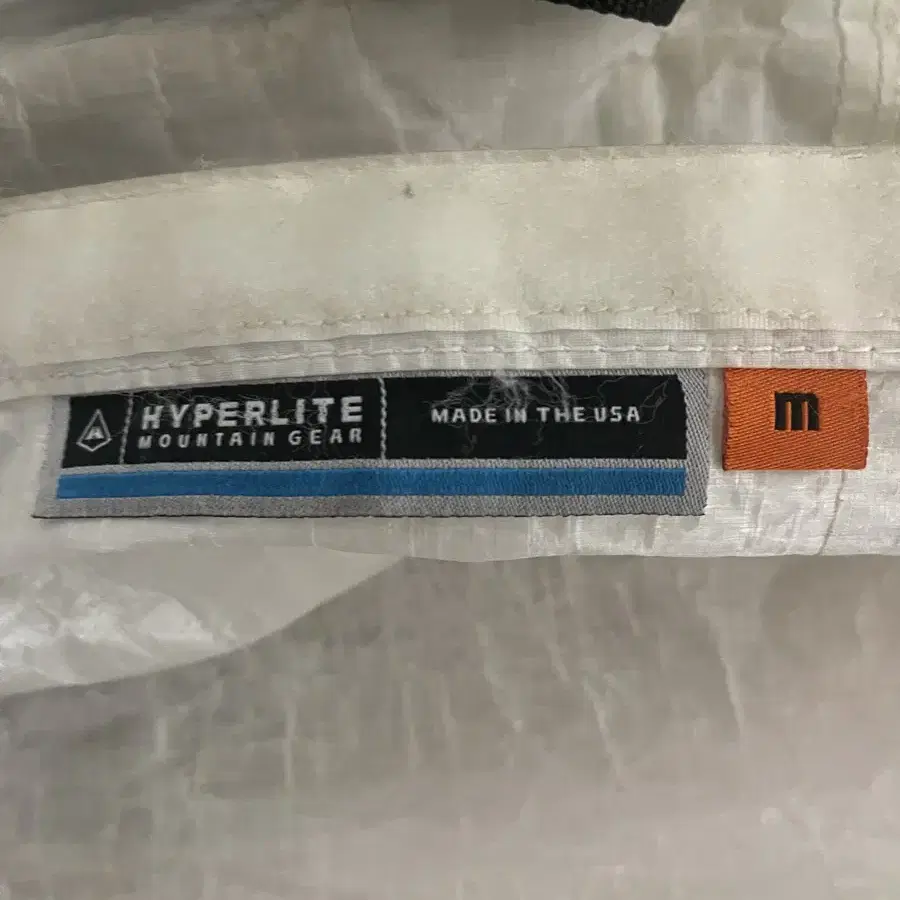 HYPERLITE
MOUNTAIN GEAR
MADE IN THE USA
m